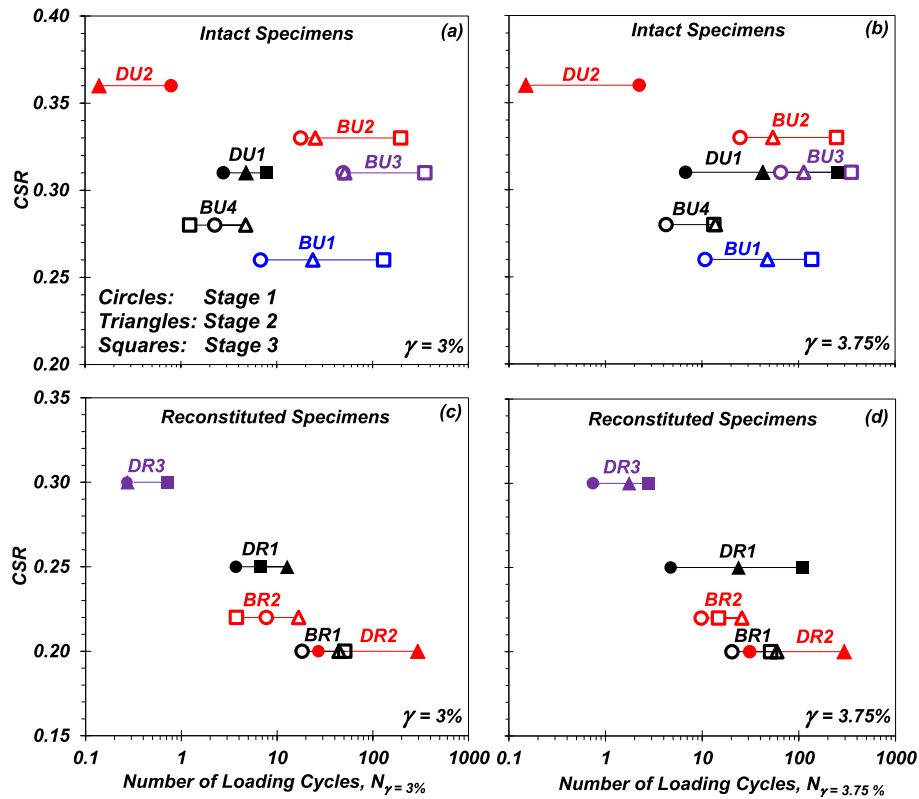 0.40
0.35
0.30
0.25
0.20
CSR
Intact Specimens
(a)
DU2
BU2
DU1
BU3
BU4
BU1
Circles: Stage 1
Triangles: Stage 2
Squares: Stage 3
γ = 3%
Intact Specimens
(b)
DU2
BU2
DU1
BU3
BU4
BU1
γ = 3.75%
0.35
0.30
0.25
0.20
0.15
CSR
Reconstituted Specimens
(c)
DR3
DR1
BR2
BR1
DR2
γ = 3%
0.1 1 10 100 1000
Number of Loading Cycles, Nγ = 3%
Reconstituted Specimens
(d)
DR3
DR1
BR2
BR1
DR2
γ = 3.75%
0.1 1 10 100 1000
Number of Loading Cycles, Nγ = 3.75 %